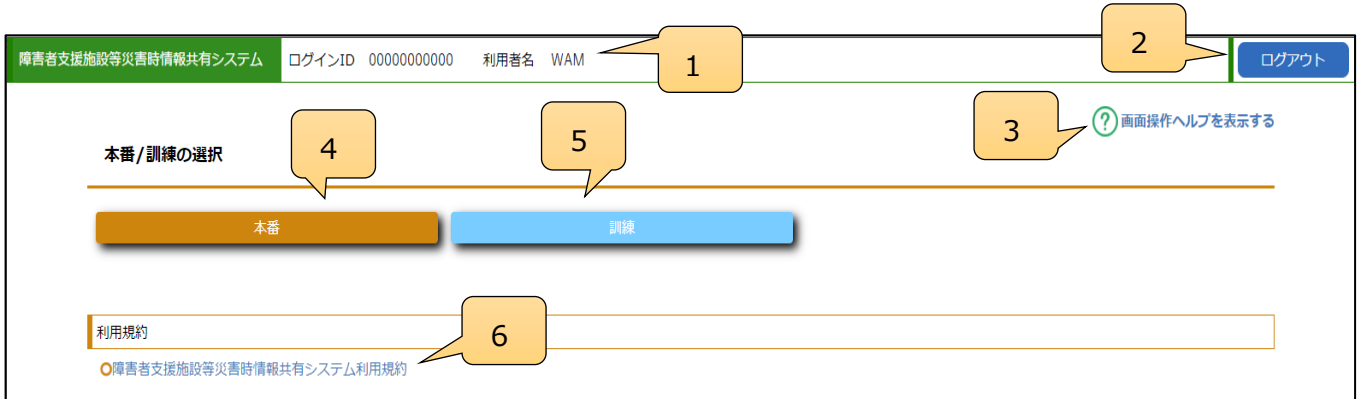 障害者支援施設等災害時情報共有システム ログインID 00000000000 利用者名 WAM 1 2 ログアウト
3 ? 画面操作ヘルプを表示する
本番/訓練の選択 4 5
本番 訓練
利用規約 6
障害者支援施設等災害時情報共有システム利用規約